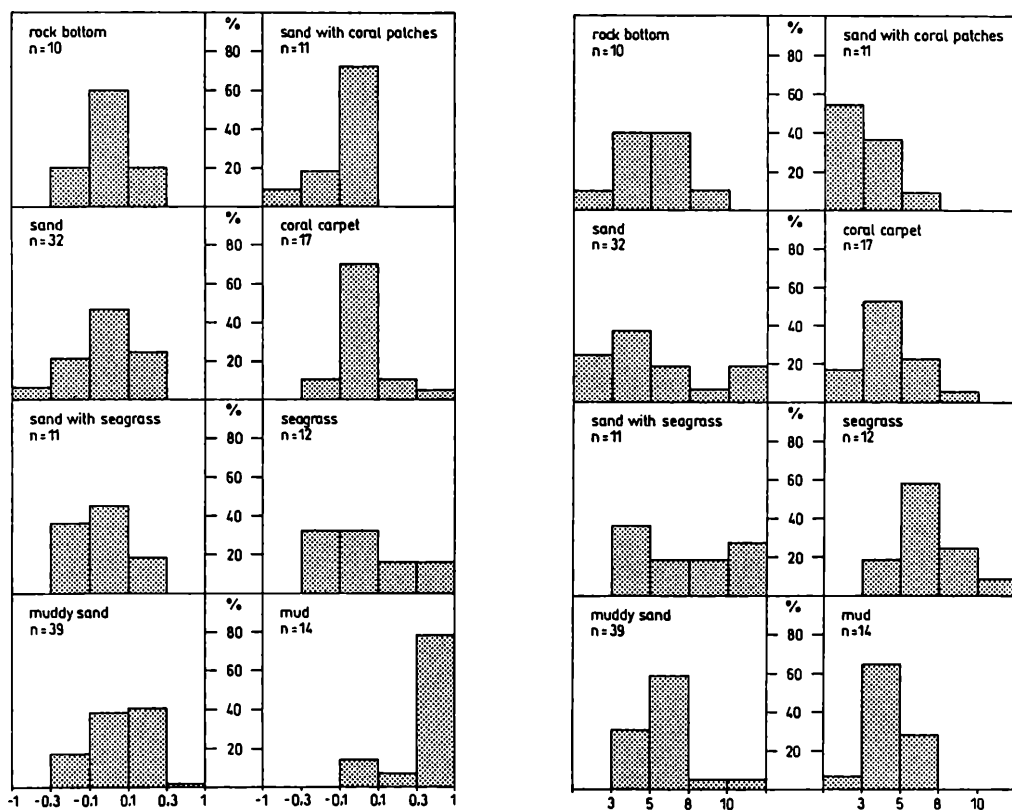 %
rock bottom
n=10
sand with coral patches
n=11
80
60
40
20
%
sand
n=32
coral carpet
n=17
80
60
40
20
%
sand with seagrass
n=11
seagrass
n=12
80
60
40
20
%
muddy sand
n=39
mud
n=14
80
60
40
20
-1 -0.3 -0.1 0.1 0.3 1 -1 -0.3 -0.1 0.1 0.3 1
%
rock bottom
n=10
sand with coral patches
n=11
80
60
40
20
%
sand
n=32
coral carpet
n=17
80
60
40
20
%
sand with seagrass
n=11
seagrass
n=12
80
60
40
20
%
muddy sand
n=39
mud
n=14
80
60
40
20
3 5 8 10 3 5 8 10